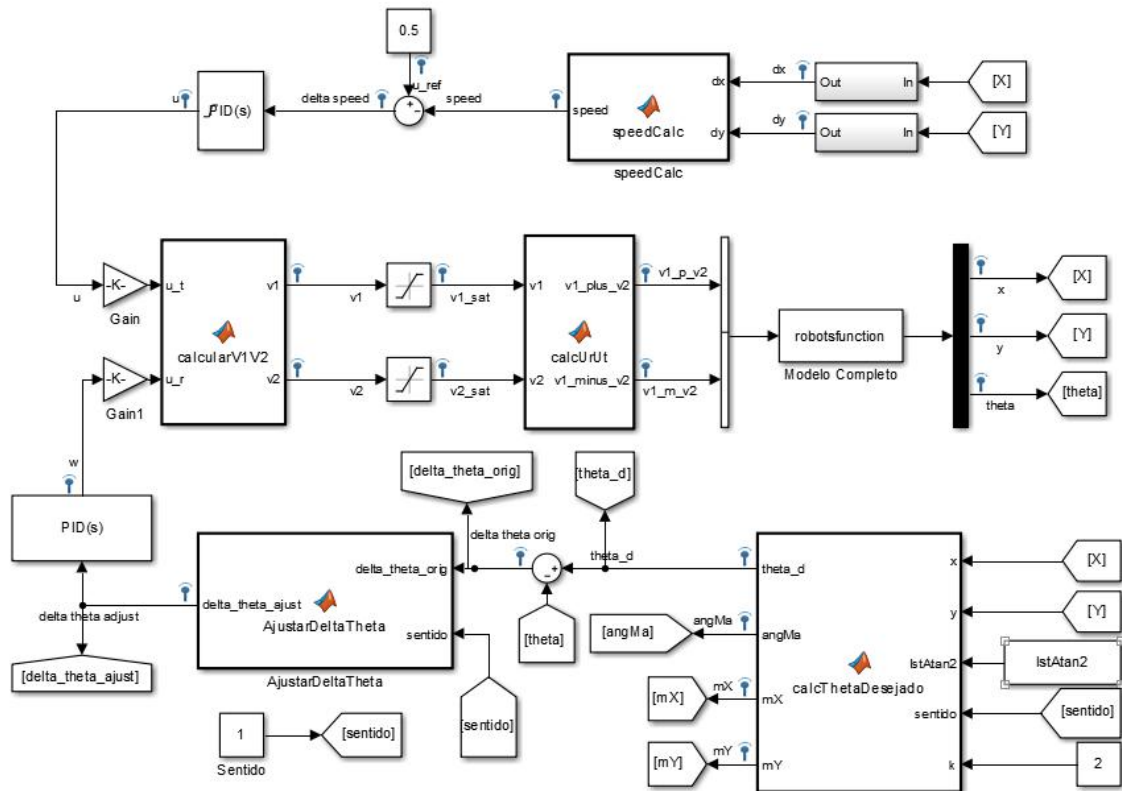 0.5
u_ref
u
PID(s)
delta speed
speed
speed
speedCalc
dx
dy
speedCalc
dx
Out
In
[X]
dy
Out
In
[Y]
u
-K-
Gain
-K-
Gain1
w
u_t
u_r
calcularV1V2
v1
v2
v1
v2
v1_sat
v2_sat
v1
v2
calcUrUt
v1_plus_v2
v1_minus_v2
v1_p_v2
v1_m_v2
robotsfunction
Modelo Completo
x
[X]
y
[Y]
theta
[theta]
PID(s)
delta theta adjust
[delta_theta_ajust]
delta_theta_ajust
AjustarDeltaTheta
delta_theta_orig
sentido
AjustarDeltaTheta
[delta_theta_orig]
delta theta orig
[theta]
[sentido]
[theta_d]
theta_d
1
Sentido
[sentido]
theta_d
angMa
mX
mY
angMa
[angMa]
mX
[mX]
mY
[mY]
calcThetaDesejado
x
y
lstAtan2
sentido
k
[X]
[Y]
lstAtan2
[sentido]
2